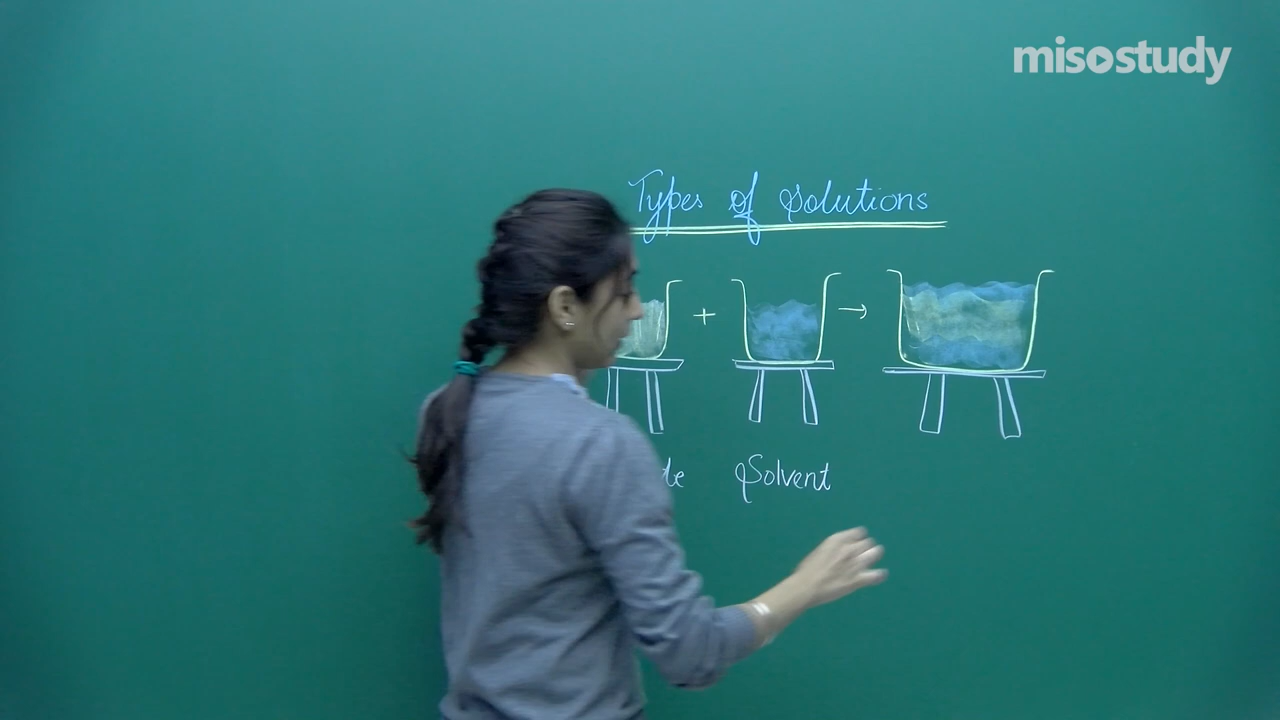 misostudy
Types of Solutions
+ →
Solvent